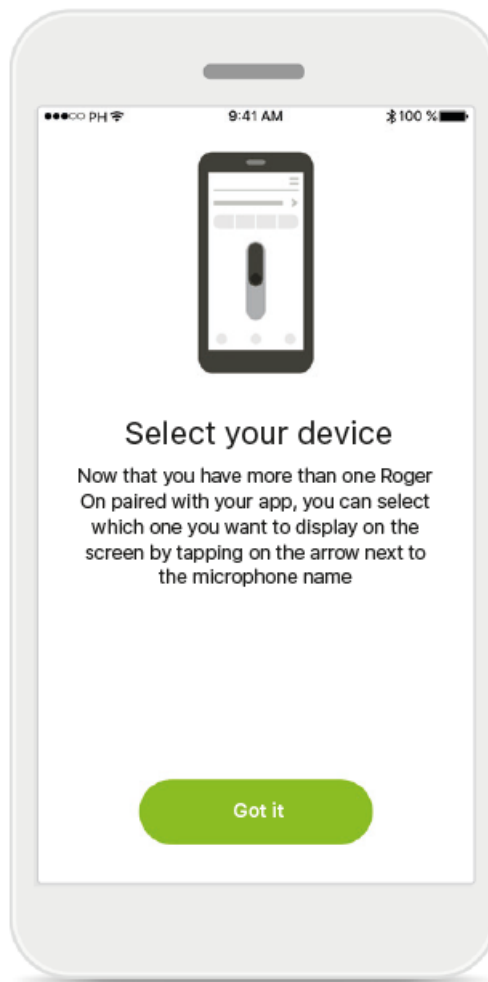 PH 9:41 AM 100 %
Select your device
Now that you have more than one Roger
On paired with your app, you can select
which one you want to display on the
screen by tapping on the arrow next to
the microphone name
Got it